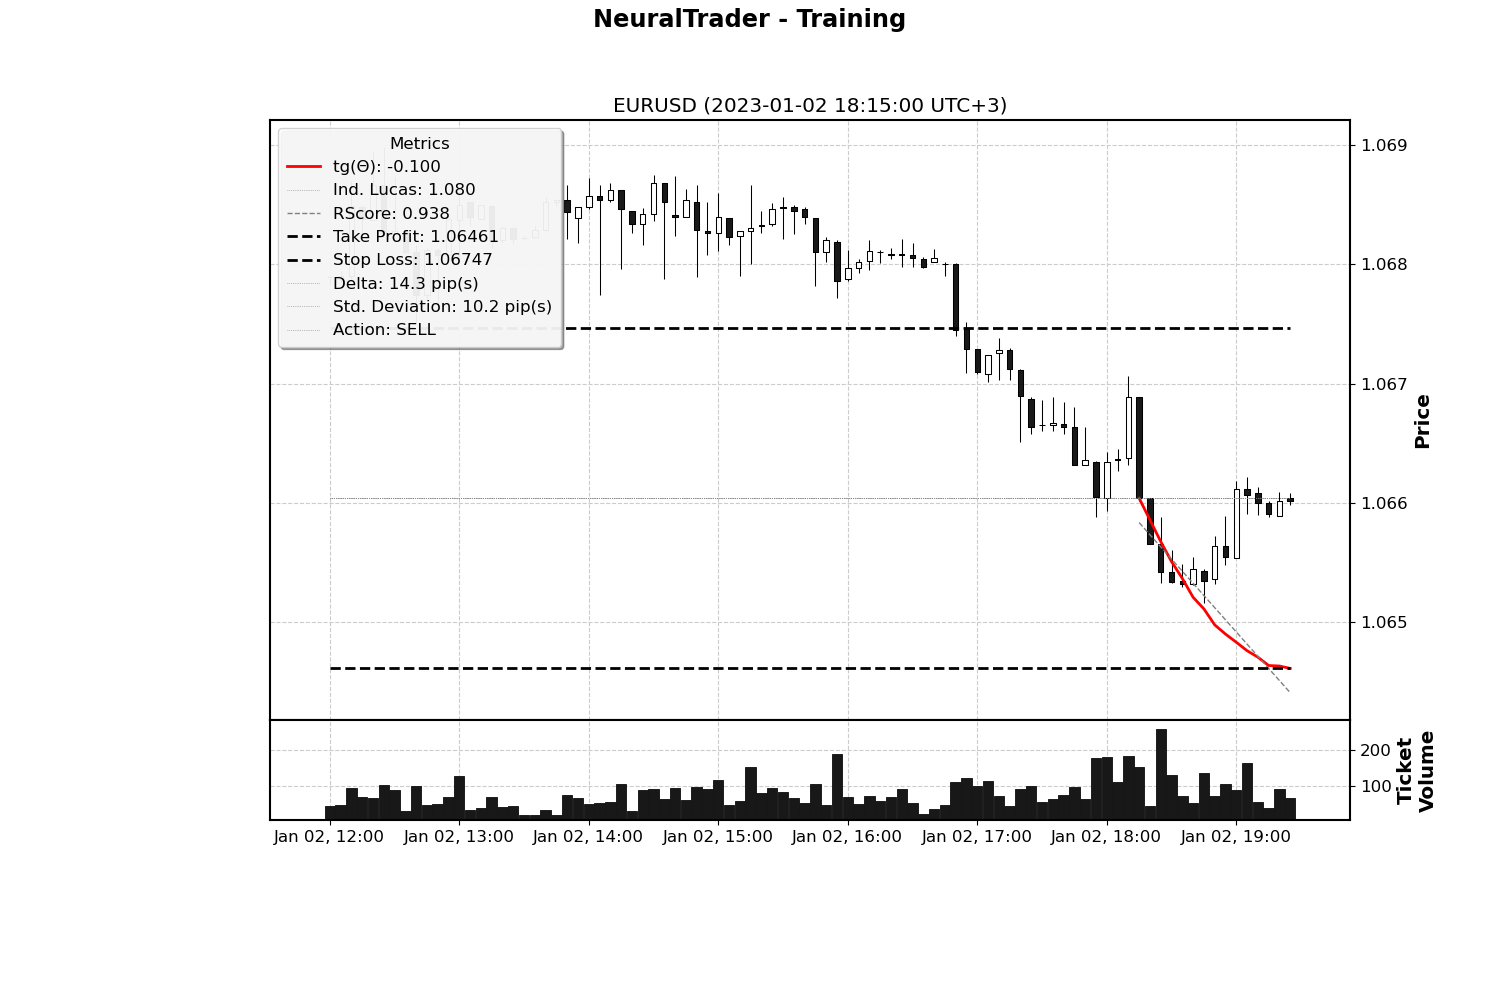 NeuralTrader - Training
EURUSD (2023-01-02 18:15:00 UTC+3)
Metrics
tg(Θ): -0.100
Ind. Lucas: 1.080
RScore: 0.938
Take Profit: 1.06461
Stop Loss: 1.06747
Delta: 14.3 pip(s)
Std. Deviation: 10.2 pip(s)
Action: SELL
1.069
1.068
1.067
1.066
1.065
Price
200
100
Ticket
Volume
Jan 02, 12:00
Jan 02, 13:00
Jan 02, 14:00
Jan 02, 15:00
Jan 02, 16:00
Jan 02, 17:00
Jan 02, 18:00
Jan 02, 19:00